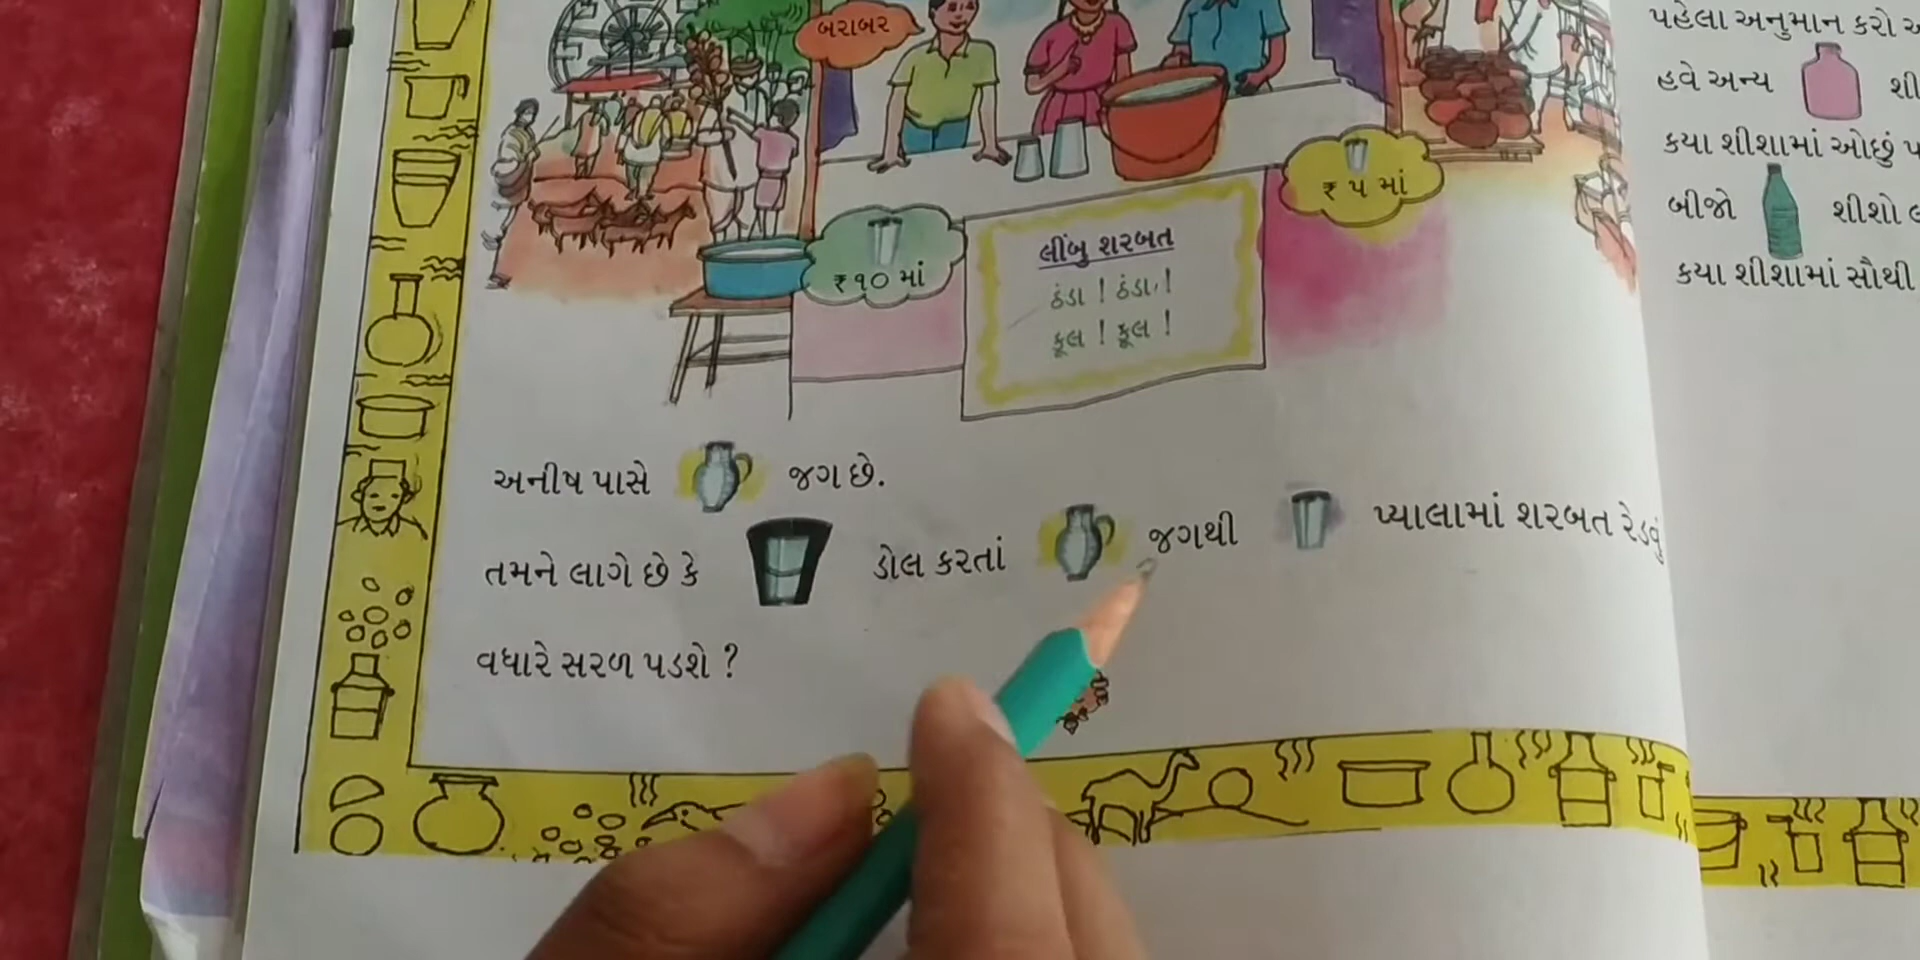 બરાબર
₹ ૫ માં
₹ ૧૦ માં
લીંબુ શરબત
ઠંડા ! ઠંડા !
કૂલ ! કૂલ !
અનીષ પાસે જગ છે.
તમને લાગે છે કે ડોલ કરતાં જગથી પ્યાલામાં શરબત રેડવું
વધારે સરળ પડશે ?
પહેલા અનુમાન કરો
હવે અન્ય
કયા શીશામાં ઓછું
બીજો શીશો
કયા શીશામાં સૌથી